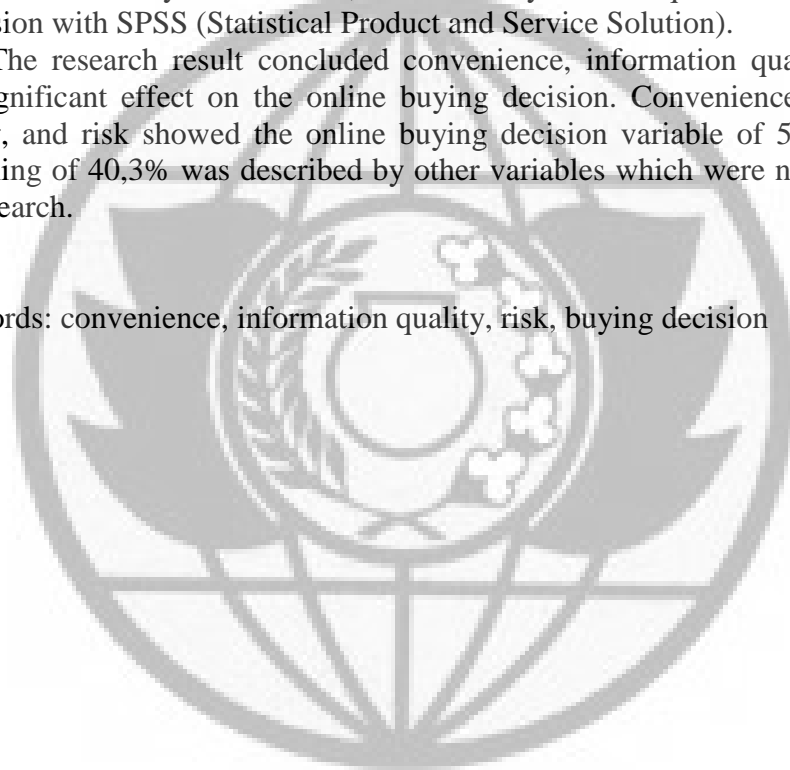 sion with SPSS (Statistical Product and Service Solution).
The research result concluded convenience, information qua
gnificant effect on the online buying decision. Convenience
, and risk showed the online buying decision variable of 5
ing of 40,3% was described by other variables which were n
earch.
ords: convenience, information quality, risk, buying decision